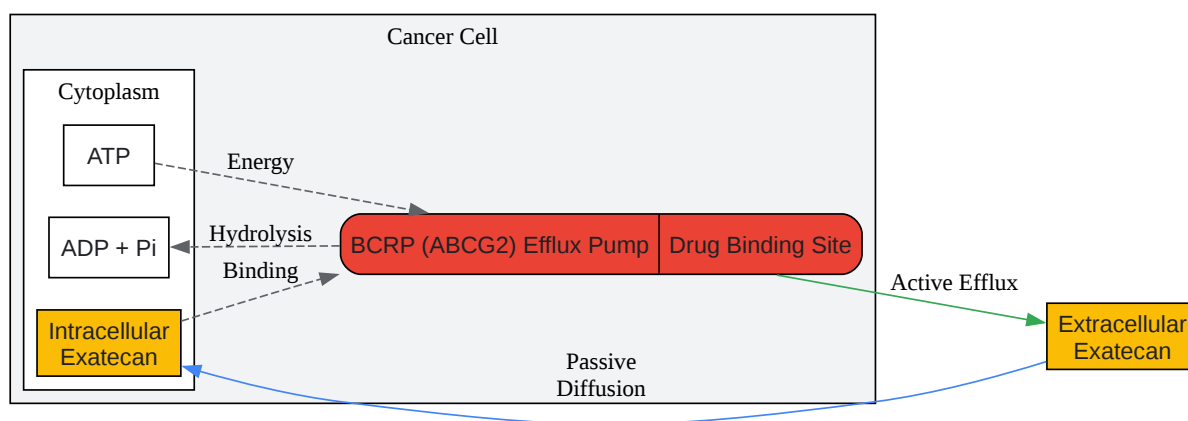 Cancer Cell
Cytoplasm
ATP
Energy
ADP + Pi
Hydrolysis
BCRP (ABCG2) Efflux Pump
Drug Binding Site
Binding
Active Efflux
Intracellular
Exatecan
Extracellular
Exatecan
Passive
Diffusion